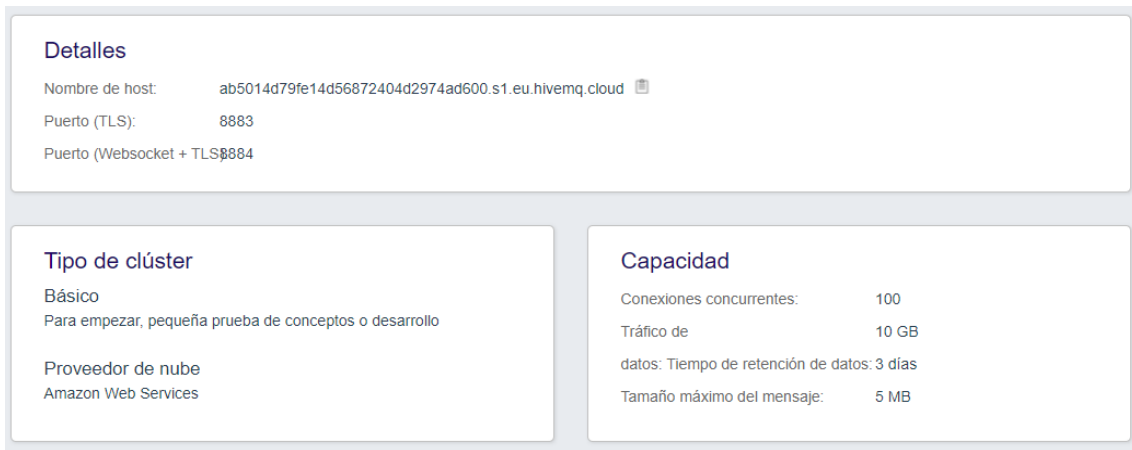 Detalles
Nombre de host: ab5014d79fe14d56872404d2974ad600.s1.eu.hivemq.cloud
Puerto (TLS): 8883
Puerto (Websocket + TLS): 8884
Tipo de clúster
Básico
Para empezar, pequeña prueba de conceptos o desarrollo
Proveedor de nube
Amazon Web Services
Capacidad
Conexiones concurrentes: 100
Tráfico de 10 GB
datos: Tiempo de retención de datos: 3 días
Tamaño máximo del mensaje: 5 MB